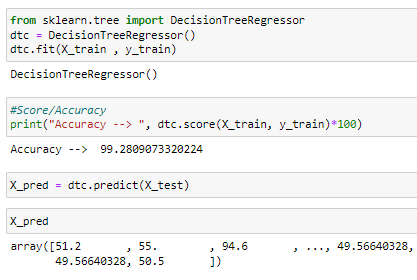 from sklearn.tree import DecisionTreeRegressor
dtc = DecisionTreeRegressor()
dtc.fit(X_train , y_train)
DecisionTreeRegressor()
#Score/Accuracy
print("Accuracy --> ", dtc.score(X_train, y_train)*100)
Accuracy -->  99.2809073320224
X_pred = dtc.predict(X_test)
X_pred
array([51.2       , 55.        , 94.6       , ..., 49.56640328,
       49.56640328, 50.5       ])